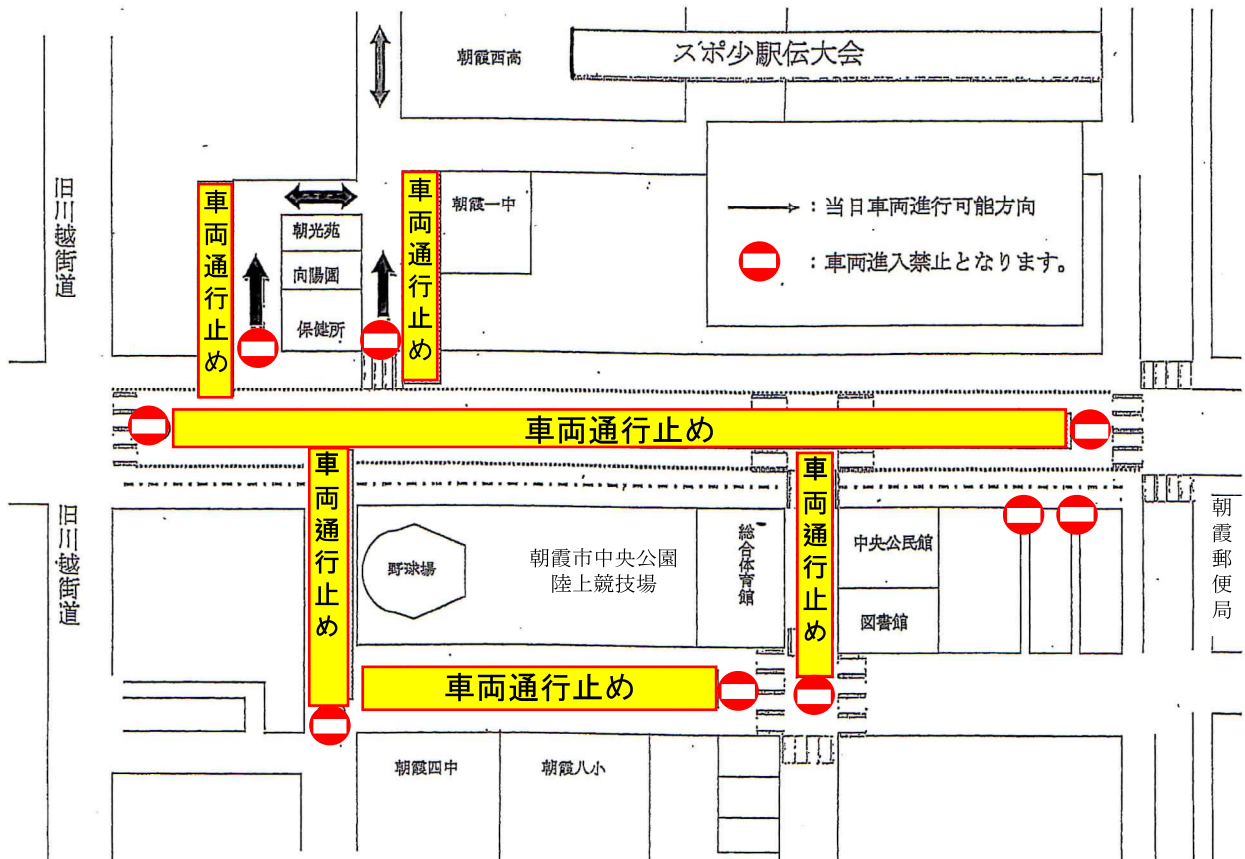 朝霞西高
スポ少駅伝大会
旧川越街道
車両通行止め
車両通行止め
朝霞一中
朝光苑
向陽園
保健所
：当日車両進行可能方向
：車両進入禁止となります。
車両通行止め
車両通行止め
車両通行止め
旧川越街道
野球場
朝霞市中央公園
陸上競技場
総合体育館
中央公民館
図書館
朝霞郵便局
車両通行止め
朝霞四中
朝霞八小